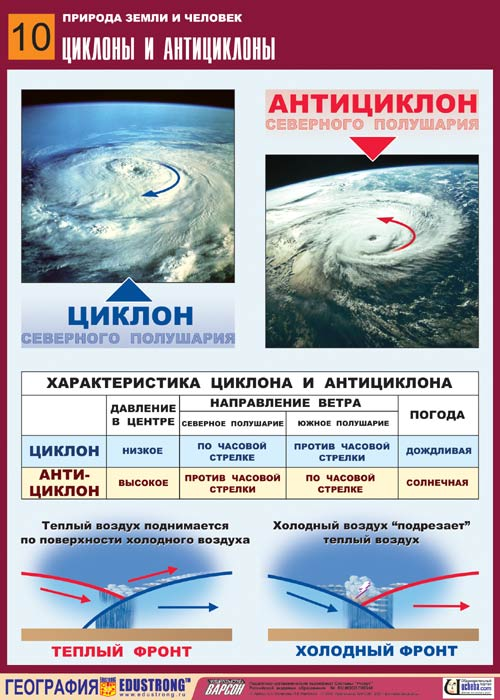 10
ПРИРОДА ЗЕМЛИ И ЧЕЛОВЕК
ЦИКЛОНЫ И АНТИЦИКЛОНЫ
АНТИЦИКЛОН
СЕВЕРНОГО ПОЛУШАРИЯ
ЦИКЛОН
СЕВЕРНОГО ПОЛУШАРИЯ
ХАРАКТЕРИСТИКА ЦИКЛОНА И АНТИЦИКЛОНА
ДАВЛЕНИЕ В ЦЕНТРЕ
НАПРАВЛЕНИЕ ВЕТРА
ПОГОДА
СЕВЕРНОЕ ПОЛУШАРИЕ
ЮЖНОЕ ПОЛУШАРИЕ
ЦИКЛОН
НИЗКОЕ
ПО ЧАСОВОЙ СТРЕЛКЕ
ПРОТИВ ЧАСОВОЙ СТРЕЛКИ
ДОЖДЛИВАЯ
АНТИ-
ЦИКЛОН
ВЫСОКОЕ
ПРОТИВ ЧАСОВОЙ СТРЕЛКИ
ПО ЧАСОВОЙ СТРЕЛКЕ
СОЛНЕЧНАЯ
Теплый воздух поднимается
по поверхности холодного воздуха
Холодный воздух “подрезает”
теплый воздух
ТЕПЛЫЙ ФРОНТ
ХОЛОДНЫЙ ФРОНТ
ГЕОГРАФИЯ
EDUSTRONG™
www.edustrong.ru
ВАРСОН